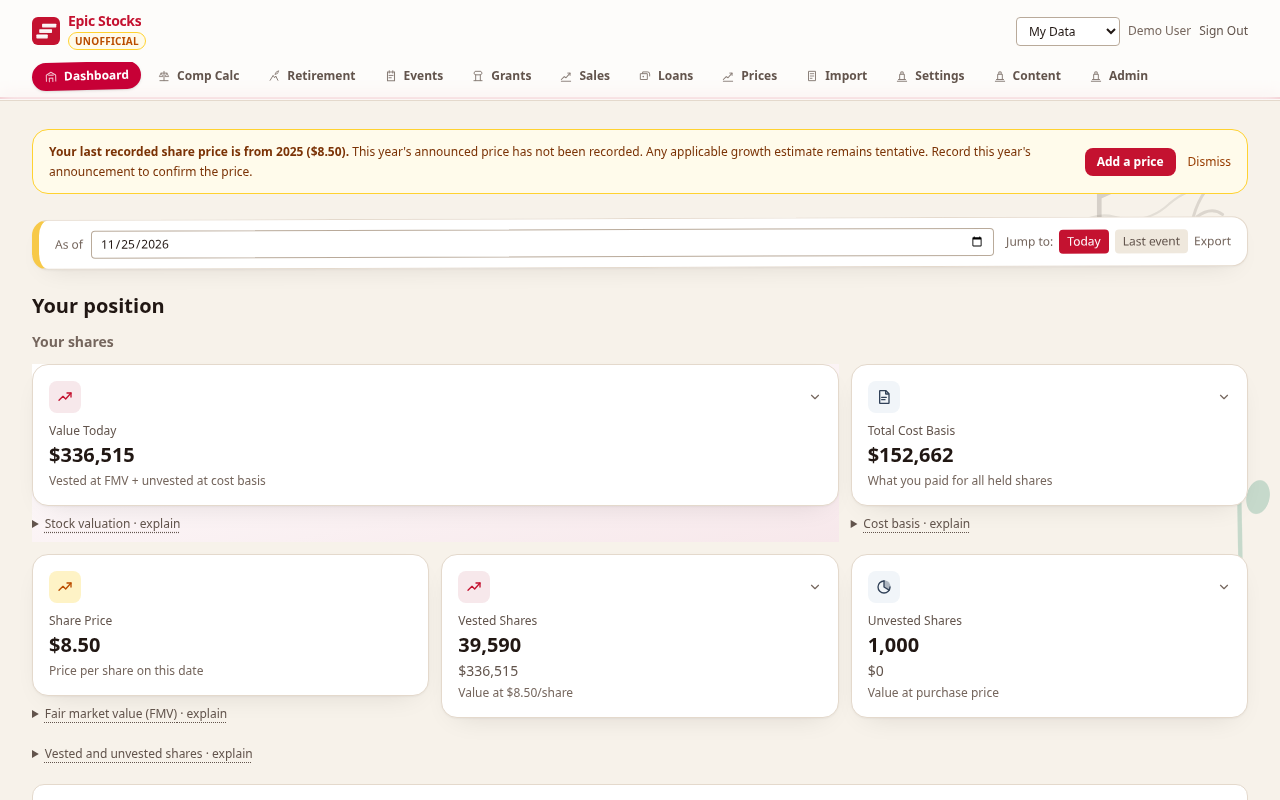 Epic Stocks
UNOFFICIAL
My Data
Demo User
Sign Out
Dashboard
Comp Calc
Retirement
Events
Grants
Sales
Loans
Prices
Import
Settings
Content
Admin
Your last recorded share price is from 2025 ($8.50). This year's announced price has not been recorded. Any applicable growth estimate remains tentative. Record this year's
announcement to confirm the price.
Add a price
Dismiss
As of
11/25/2026
Jump to:
Today
Last event
Export
Your position
Your shares
Value Today
$336,515
Vested at FMV + unvested at cost basis
Stock valuation · explain
Total Cost Basis
$152,662
What you paid for all held shares
Cost basis · explain
Share Price
$8.50
Price per share on this date
Fair market value (FMV) · explain
Vested Shares
39,590
$336,515
Value at $8.50/share
Unvested Shares
1,000
$0
Value at purchase price
Vested and unvested shares · explain